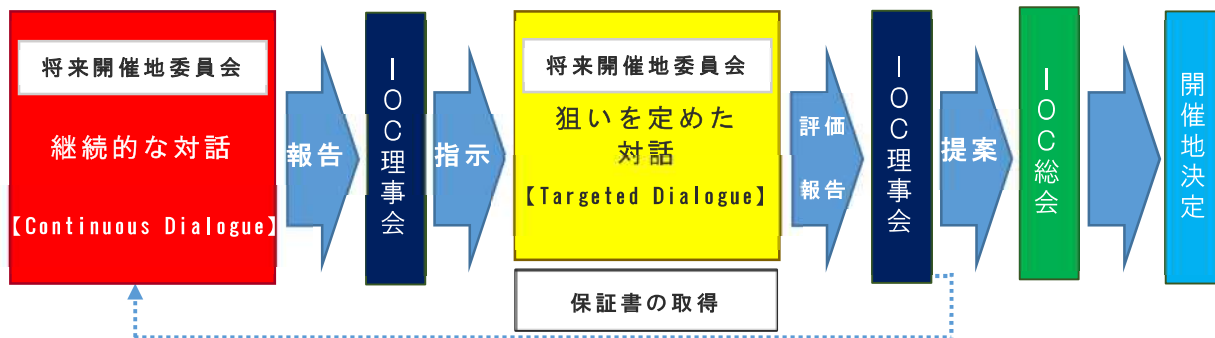 将来開催地委員会
継続的な対話
【Continuous Dialogue】
報告
IOC理事会
指示
将来開催地委員会
狙いを定めた
対話
【Targeted Dialogue】
保証書の取得
評価
報告
IOC理事会
提案
IOC総会
開催地決定